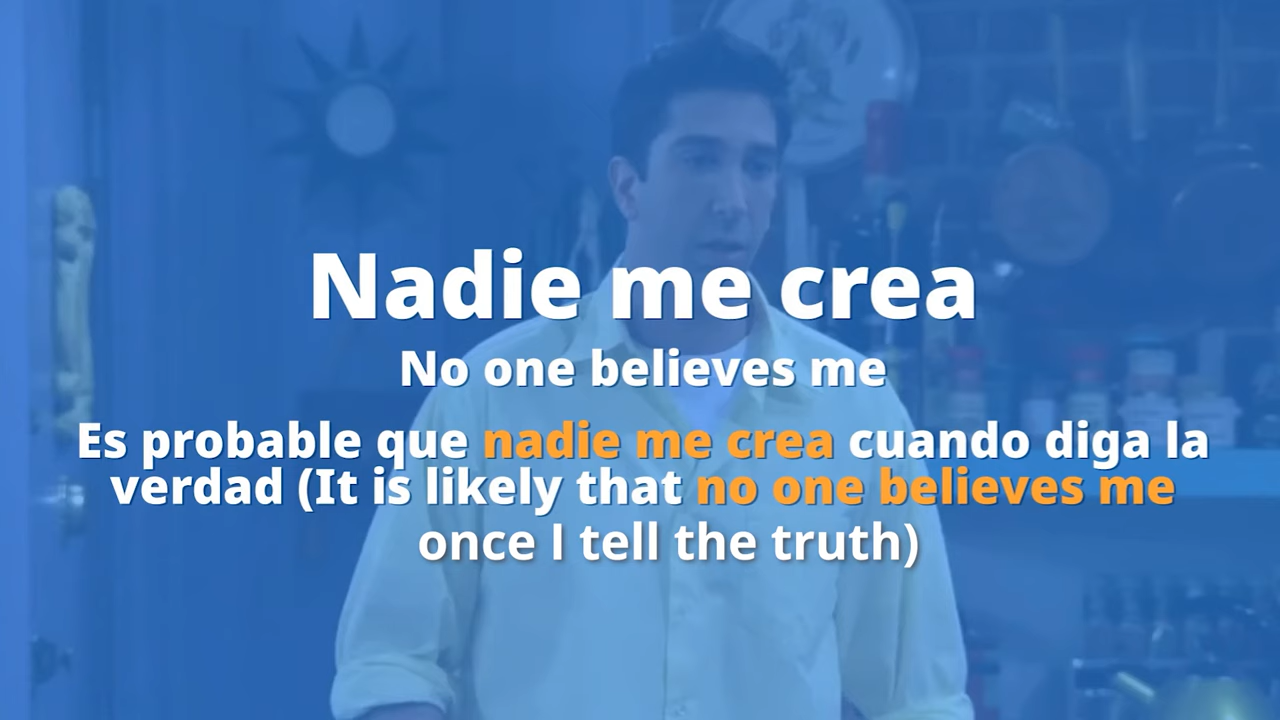 Nadie me crea
No one believes me
Es probable que nadie me crea cuando diga la
verdad (It is likely that no one believes me
once I tell the truth)